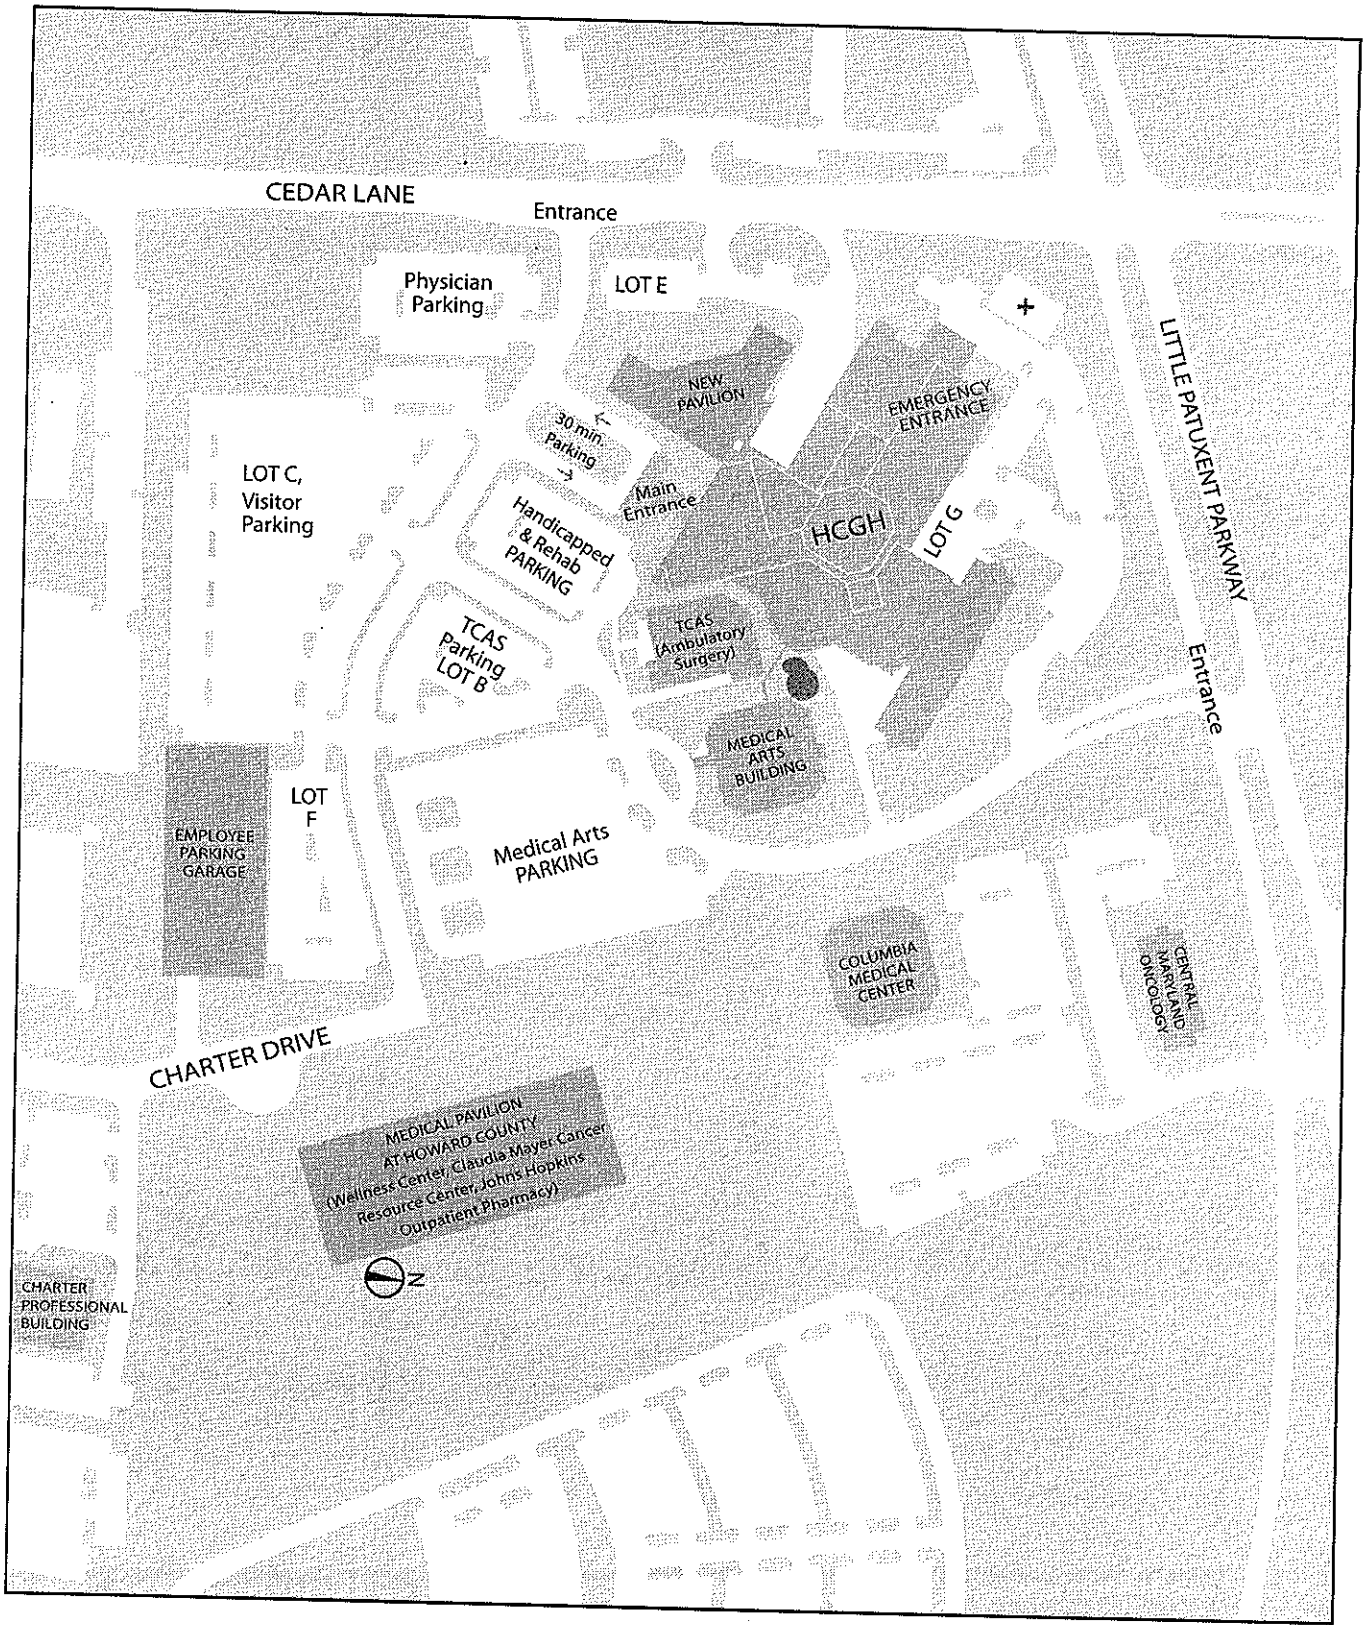 CEDAR LANE
Entrance
Physician
Parking
LOT E
LITTLE PATUXENT PARKWAY
NEW
PAVILION
EMERGENCY
ENTRANCE
30 min.
Parking
LOT C,
Visitor
Parking
Main
Entrance
Handicapped
& Rehab
PARKING
HCGH
LOT G
TCAS
Parking
LOT B
TCAS
(Ambulatory
Surgery)
Entrance
MEDICAL
ARTS
BUILDING
LOT
F
EMPLOYEE
PARKING
GARAGE
Medical Arts
PARKING
COLUMBIA
MEDICAL
CENTER
CENTRAL
MARYLAND
ONCOLOGY
CHARTER DRIVE
MEDICAL PAVILION
AT HOWARD COUNTY
(Wellness Center, Claudia Mayer Cancer
Resource Center, Johns Hopkins
Outpatient Pharmacy)
N
CHARTER
PROFESSIONAL
BUILDING